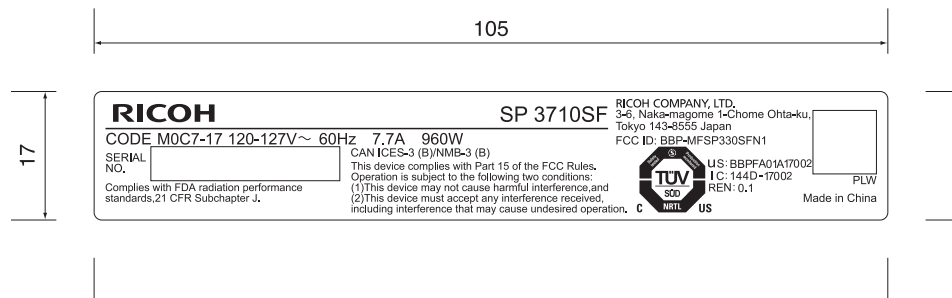 105
17
RICOH
SP 3710SF
CODE M0C7-17 120-127V～ 60Hz 7.7A 960W
SERIAL
NO.
Complies with FDA radiation performance
standards,21 CFR Subchapter J.
CAN ICES-3 (B)/NMB-3 (B)
This device complies with Part 15 of the FCC Rules.
Operation is subject to the following two conditions:
(1)This device may not cause harmful interference,and
(2)This device must accept any interference received,
including interference that may cause undesired operation.
RICOH COMPANY, LTD.
3-6, Naka-magome 1-Chome Ohta-ku,
Tokyo 143-8555 Japan
FCC ID: BBP-MFSP330SFN1
TÜV
SÜD
NRTL
C US
US: BBPFA01A17002
IC: 144D-17002
REN: 0.1
PLW
Made in China